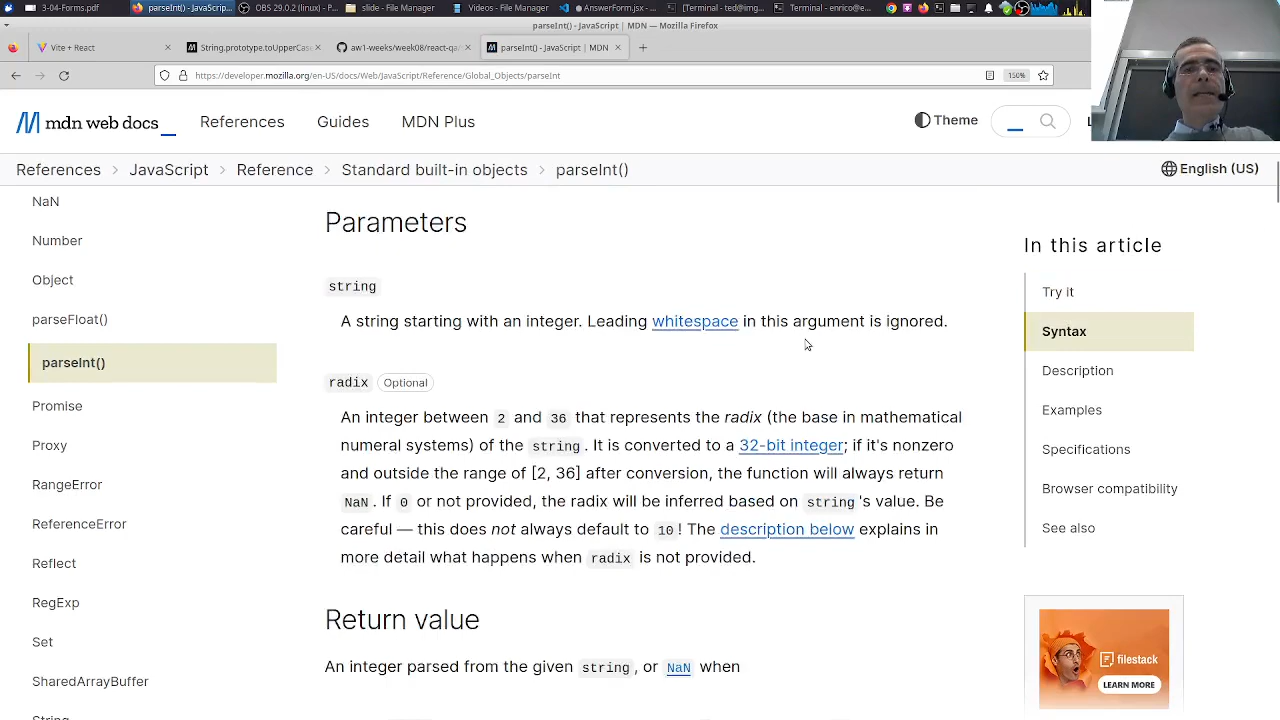 3-04-Forms.pdf
parseInt() - JavaScr...
OBS 29.0.2 (linux) - P...
slide - File Manager
Videos - File Manager
● AnswerForm.jsx - ...
[Terminal - ted@img...
Terminal - enrico@e...
parseInt() - JavaScript | MDN — Mozilla Firefox
Vite + React
String.prototype.toUpperCas
aw1-weeks/week08/react-qa/
parseInt() - JavaScript | MDN
https://developer.mozilla.org/en-US/docs/Web/JavaScript/Reference/Global_Objects/parseInt
150%
mdn web docs_
References
Guides
MDN Plus
Theme
References > JavaScript > Reference > Standard built-in objects > parseInt()
English (US)
NaN
Number
Object
parseFloat()
parseInt()
Promise
Proxy
RangeError
ReferenceError
Reflect
RegExp
Set
SharedArrayBuffer
String
Parameters
string
A string starting with an integer. Leading whitespace in this argument is ignored.
radix Optional
An integer between 2 and 36 that represents the radix (the base in mathematical
numeral systems) of the string. It is converted to a 32-bit integer; if it's nonzero
and outside the range of [2, 36] after conversion, the function will always return
NaN. If 0 or not provided, the radix will be inferred based on string's value. Be
careful — this does not always default to 10! The description below explains in
more detail what happens when radix is not provided.
Return value
An integer parsed from the given string, or NaN when
In this article
Try it
Syntax
Description
Examples
Specifications
Browser compatibility
See also
filestack
LEARN MORE